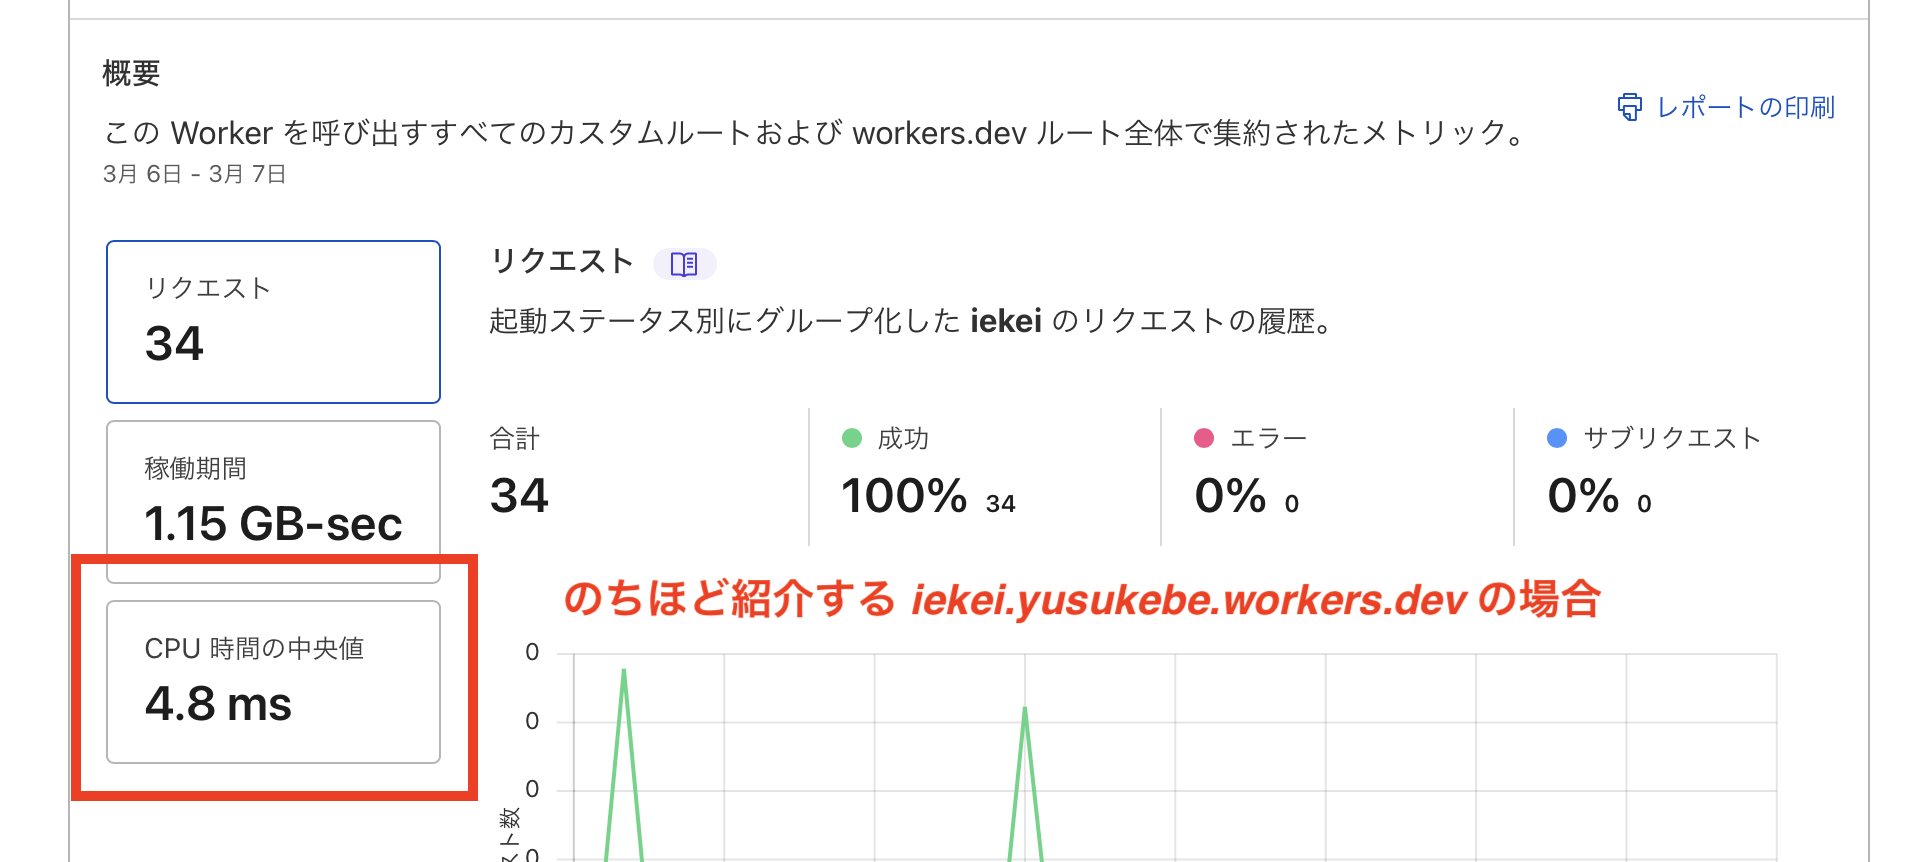 概要
レポートの印刷
この Worker を呼び出すすべてのカスタムルートおよび workers.dev ルート全体で集約されたメトリック。
3月 6日 - 3月 7日
リクエスト
34
稼働期間
1.15 GB-sec
CPU 時間の中央値
4.8 ms
リクエスト
起動ステータス別にグループ化した iekei のリクエストの履歴。
合計
34
成功
100% 34
エラー
0% 0
サブリクエスト
0% 0
のちほど紹介する iekei.yusukebe.workers.dev の場合
0
0
0
0
スト数